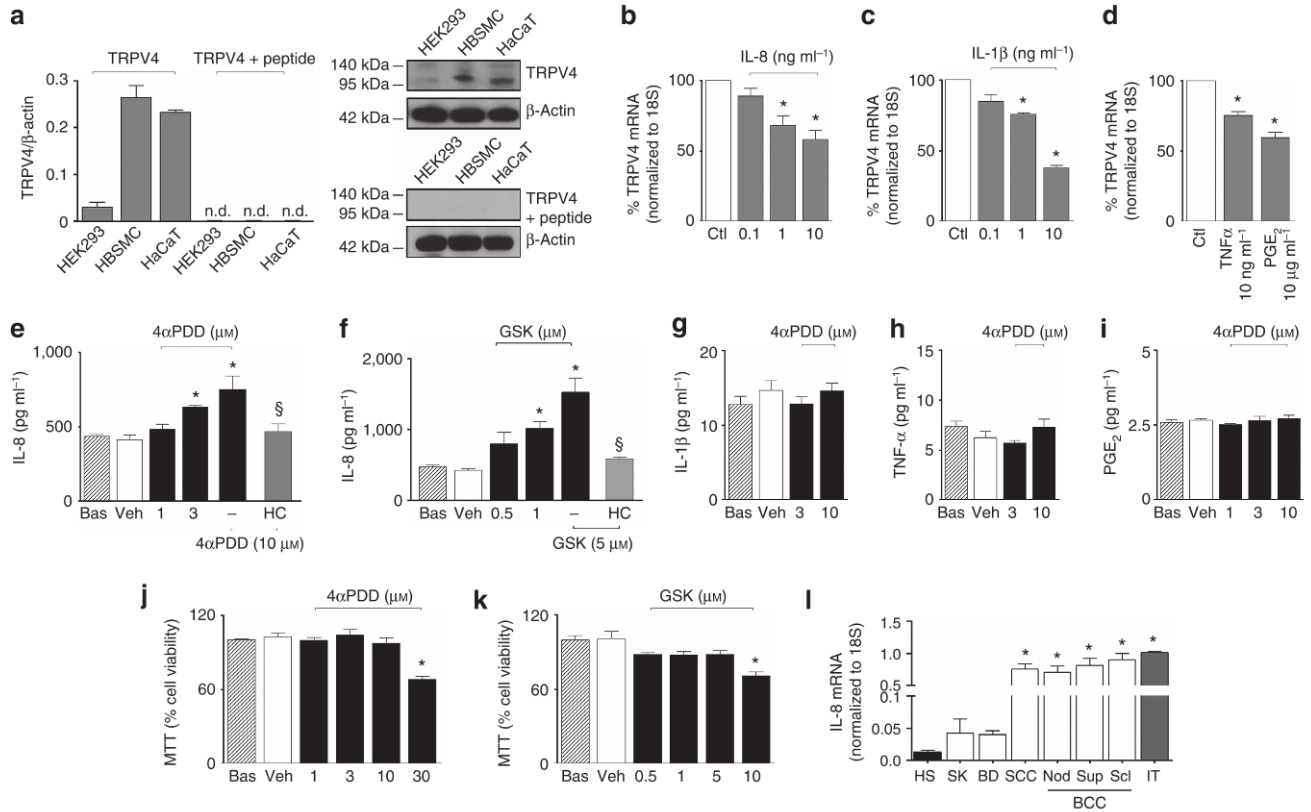 a
TRPV4
TRPV4 + peptide
TRPV4/β-actin
0.3
0.2
0.1
0
n.d.
n.d.
n.d.
HEK293
HBSMC
HaCaT
HEK293
HBSMC
HaCaT
HEK293
HBSMC
HaCaT
140 kDa
95 kDa
TRPV4
42 kDa
β-Actin
HEK293
HBSMC
HaCaT
140 kDa
95 kDa
TRPV4
+ peptide
42 kDa
β-Actin
b
IL-8 (ng ml⁻¹)
% TRPV4 mRNA
(normalized to 18S)
100
50
0
*
*
Ctl
0.1
1
10
c
IL-1β (ng ml⁻¹)
% TRPV4 mRNA
(normalized to 18S)
100
50
0
*
*
Ctl
0.1
1
10
d
% TRPV4 mRNA
(normalized to 18S)
100
50
0
*
*
Ctl
TNFα
10 ng ml⁻¹
PGE₂
10 μg ml⁻¹
e
4αPDD (μM)
IL-8 (pg ml⁻¹)
1,000
500
0
*
*
§
Bas
Veh
1
3
–
HC
4αPDD (10 μM)
f
GSK (μM)
IL-8 (pg ml⁻¹)
2,000
1,000
0
*
*
§
Bas
Veh
0.5
1
–
HC
GSK (5 μM)
g
4αPDD (μM)
IL-1β (pg ml⁻¹)
20
10
0
Bas
Veh
3
10
h
4αPDD (μM)
TNF-α (pg ml⁻¹)
15
10
5
0
Bas
Veh
3
10
i
4αPDD (μM)
PGE₂ (pg ml⁻¹)
5
2.5
0
Bas
Veh
1
3
10
j
4αPDD (μM)
MTT (% cell viability)
120
60
0
*
Bas
Veh
1
3
10
30
k
GSK (μM)
MTT (% cell viability)
120
60
0
*
Bas
Veh
0.5
1
5
10
l
IL-8 mRNA
(normalized to 18S)
1.5
1.0
0.5
0.1
0.05
0
*
*
*
*
*
HS
SK
BD
SCC
Nod
Sup
Scl
IT
BCC